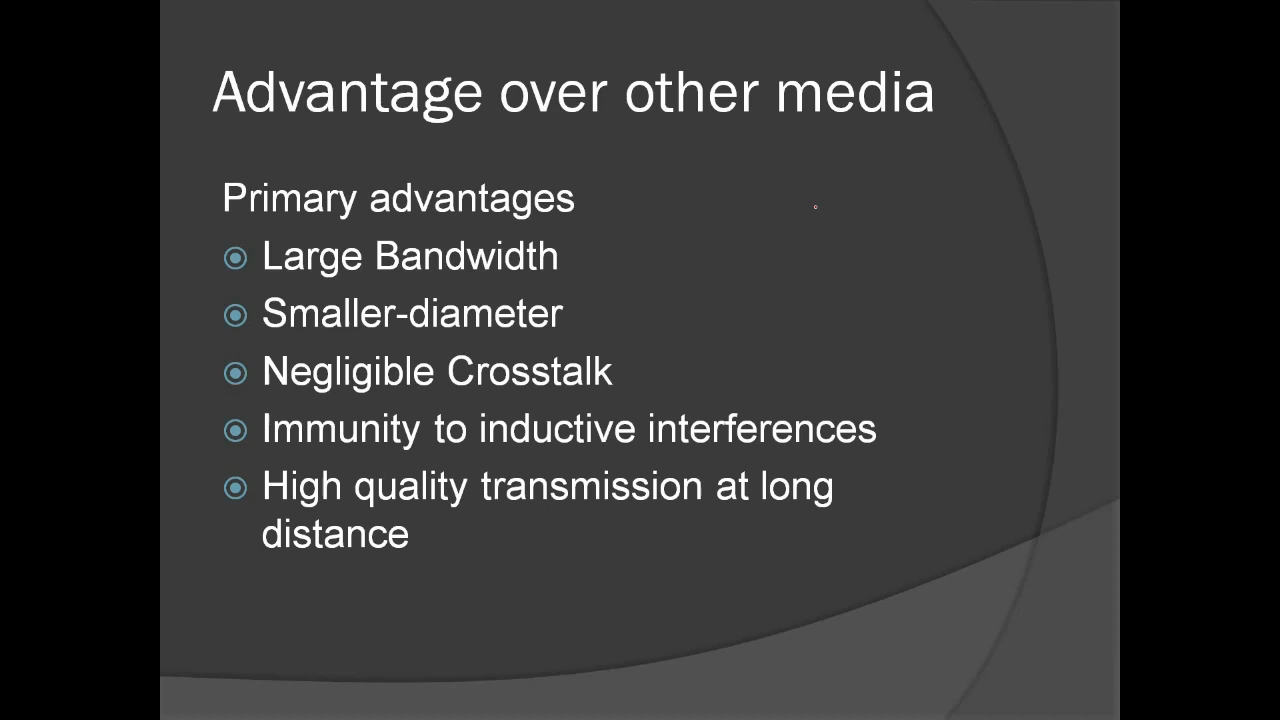 Advantage over other media
Primary advantages
Large Bandwidth
Smaller-diameter
Negligible Crosstalk
Immunity to inductive interferences
High quality transmission at long
distance